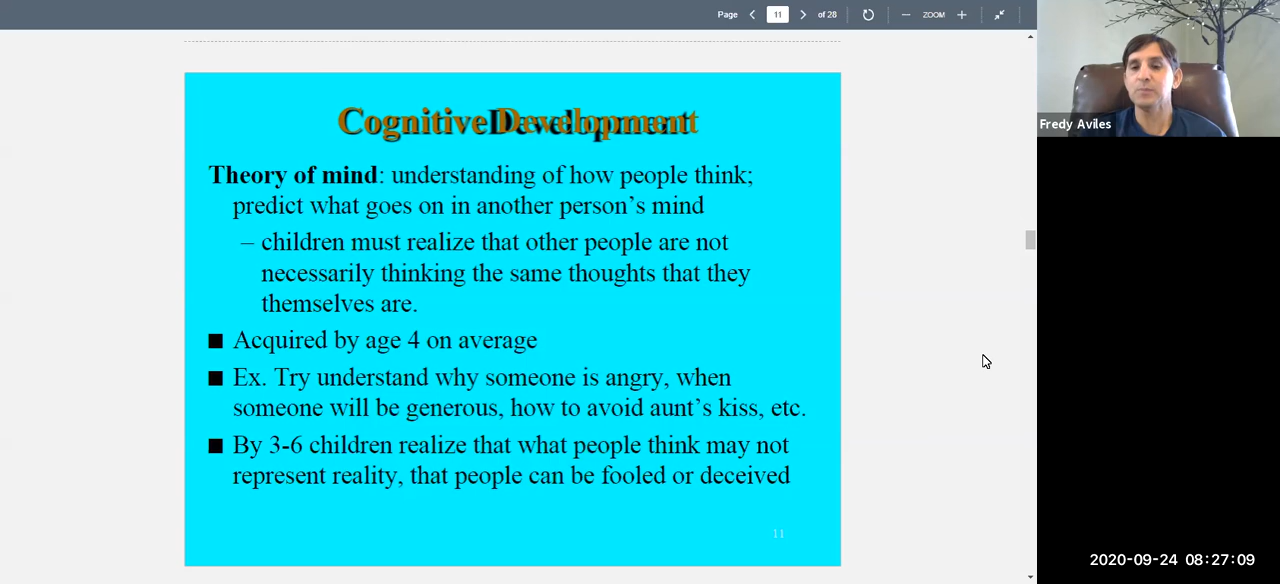 Page 11 of 28 ZOOM
Fredy Aviles
Cognitive Development
Theory of mind: understanding of how people think;
predict what goes on in another person's mind
– children must realize that other people are not
necessarily thinking the same thoughts that they
themselves are.
■ Acquired by age 4 on average
■ Ex. Try understand why someone is angry, when
someone will be generous, how to avoid aunt's kiss, etc.
■ By 3-6 children realize that what people think may not
represent reality, that people can be fooled or deceived
11
2020-09-24 08:27:09